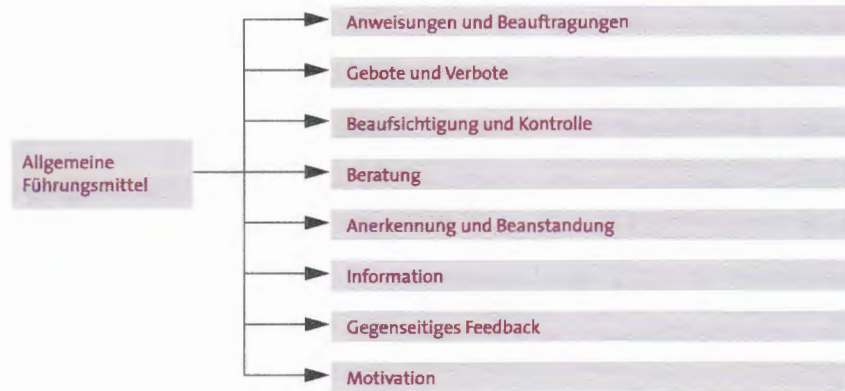 Anweisungen und Beauftragungen
Gebote und Verbote
Beaufsichtigung und Kontrolle
Allgemeine
Führungsmittel
Beratung
Anerkennung und Beanstandung
Information
Gegenseitiges Feedback
Motivation